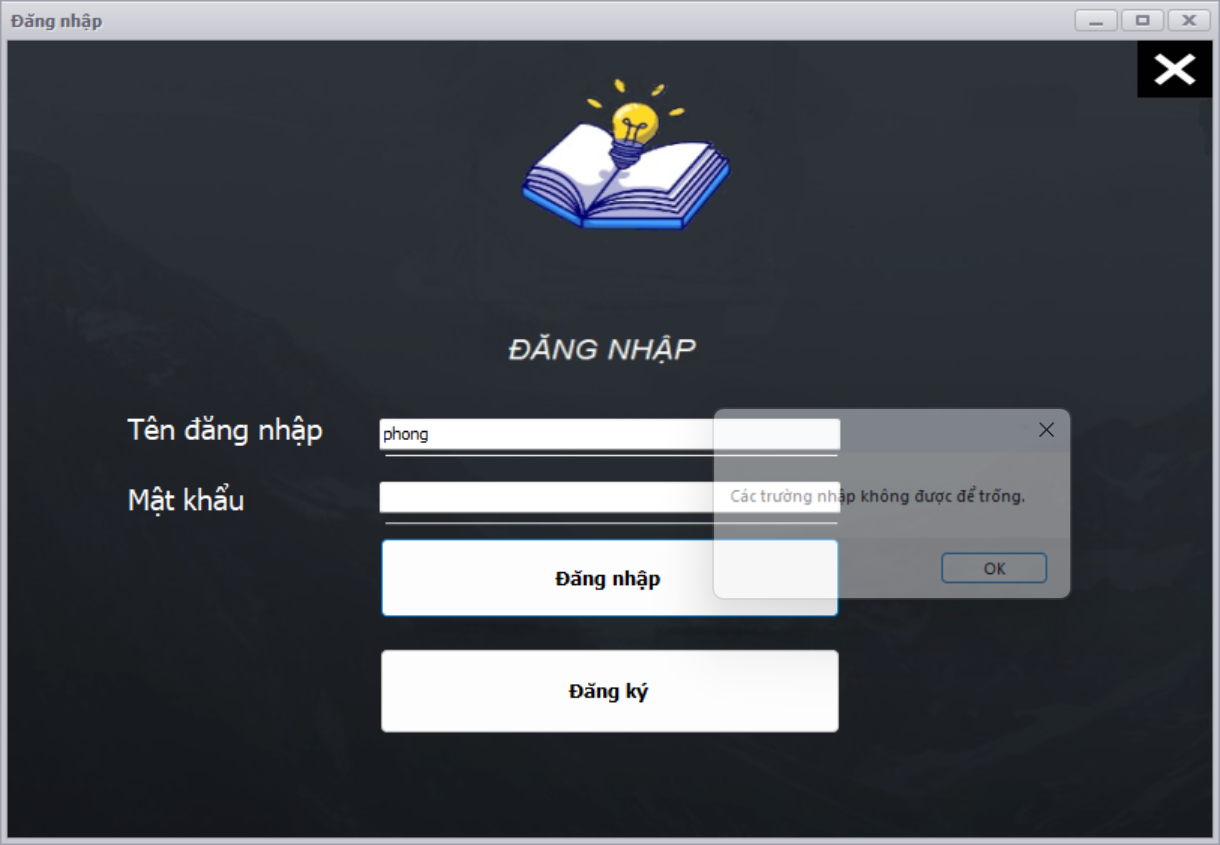 Đăng nhập
ĐĂNG NHẬP
Tên đăng nhập
phong
Mật khẩu
Các trường nhập không được để trống.
OK
Đăng nhập
Đăng ký